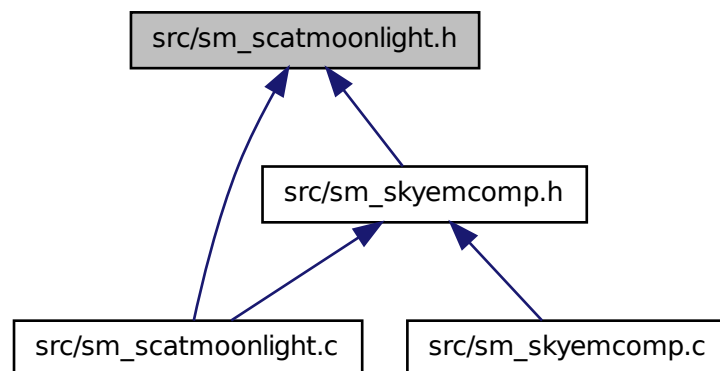 src/sm_scatmoonlight.h
src/sm_skyemcomp.h
src/sm_scatmoonlight.c
src/sm_skyemcomp.c